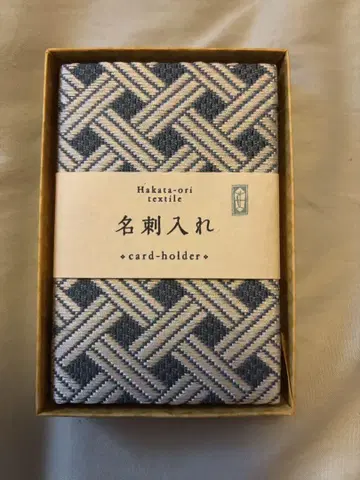 Hakata-ori
textile
名刺入れ
card-holder